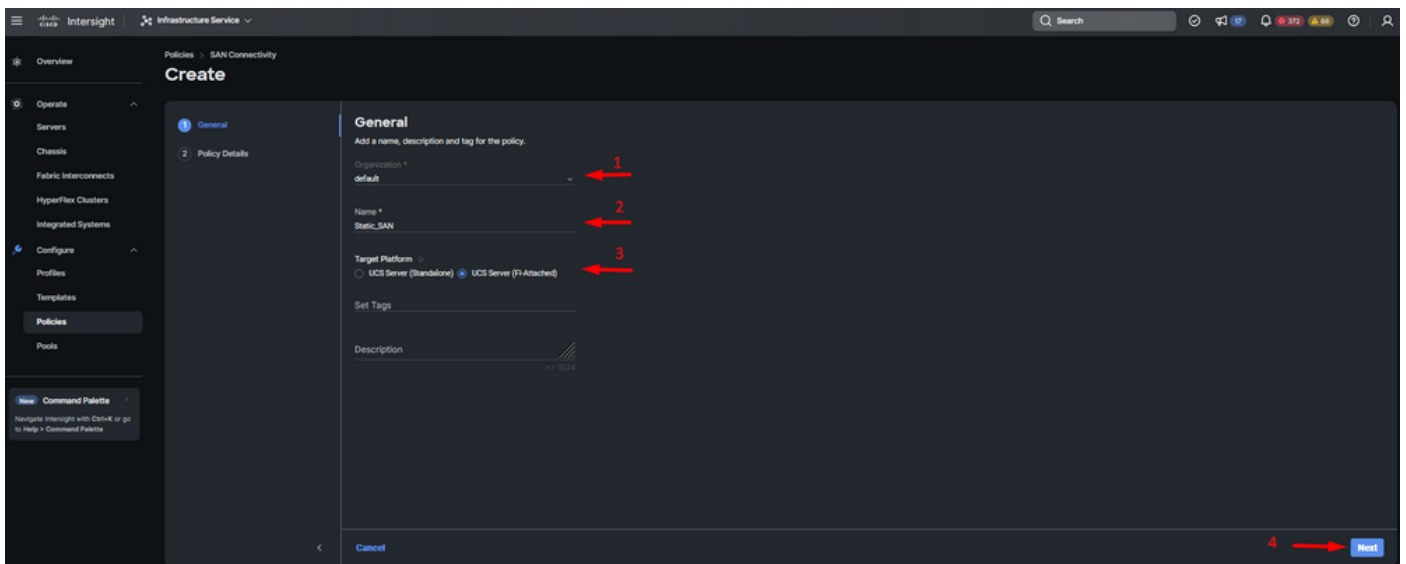 cisco Intersight
Infrastructure Service
Search
17
372
66
Overview
Operate
Servers
Chassis
Fabric Interconnects
HyperFlex Clusters
Integrated Systems
Configure
Profiles
Templates
Policies
Pools
New Command Palette
Navigate Intersight with Ctrl+K or go
to Help > Command Palette
Policies > SAN Connectivity
Create
1 General
2 Policy Details
General
Add a name, description and tag for the policy.
Organization *
default
1
Name *
Static_SAN
2
Target Platform
3
UCS Server (Standalone) UCS Server (FI-Attached)
Set Tags
Description
<= 1024
Cancel
4
Next